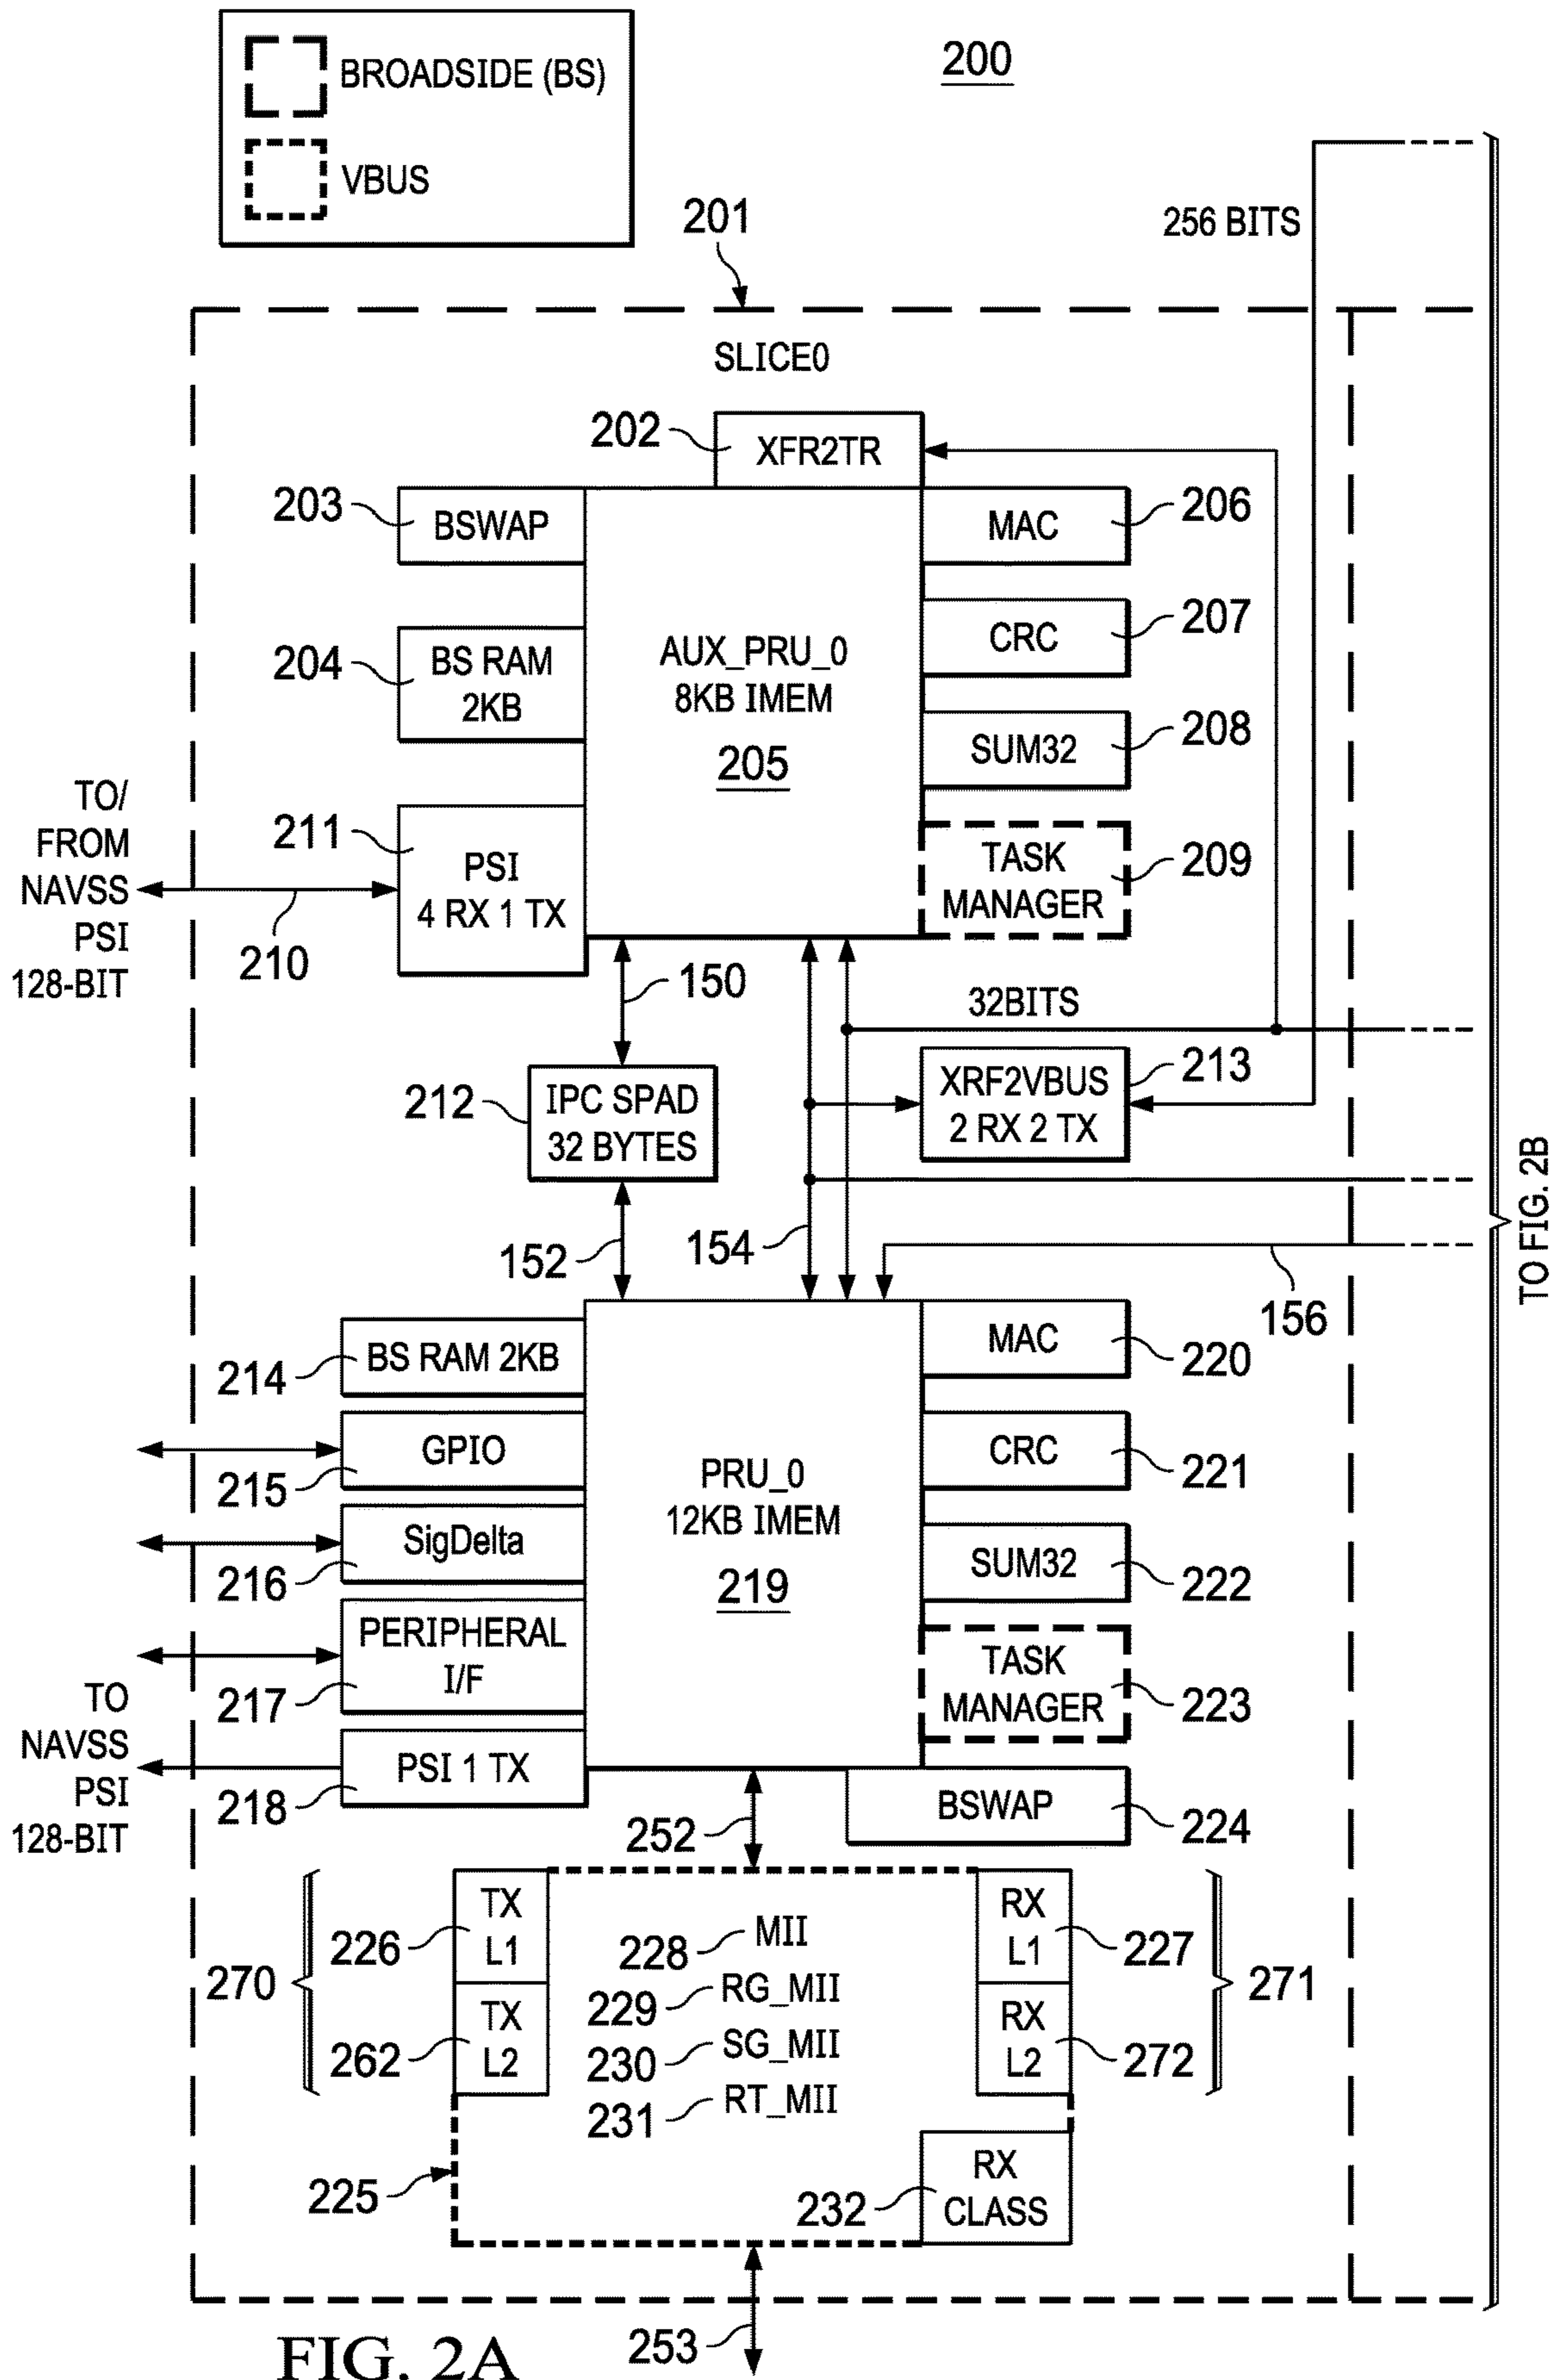 BROADSIDE (BS)
VBUS
200
256 BITS
201
SLICE0
202
XFR2TR
203
BSWAP
MAC
206
204
BS RAM
2KB
AUX_PRU_0
8KB IMEM
205
CRC
207
SUM32
208
TO/
FROM
NAVSS
PSI
128-BIT
210
211
PSI
4 RX 1 TX
TASK
MANAGER
209
150
32BITS
212
IPC SPAD
32 BYTES
XRF2VBUS
2 RX 2 TX
213
152
154
156
TO FIG. 2B
214
BS RAM 2KB
MAC
220
215
GPIO
CRC
221
PRU_0
12KB IMEM
219
216
SigDelta
SUM32
222
217
PERIPHERAL
I/F
TASK
MANAGER
223
TO
NAVSS
PSI
128-BIT
218
PSI 1 TX
252
BSWAP
224
270
226
TX
L1
262
TX
L2
228
MII
229
RG_MII
230
SG_MII
231
RT_MII
RX
L1
227
RX
L2
272
271
225
232
RX
CLASS
253
FIG. 2A